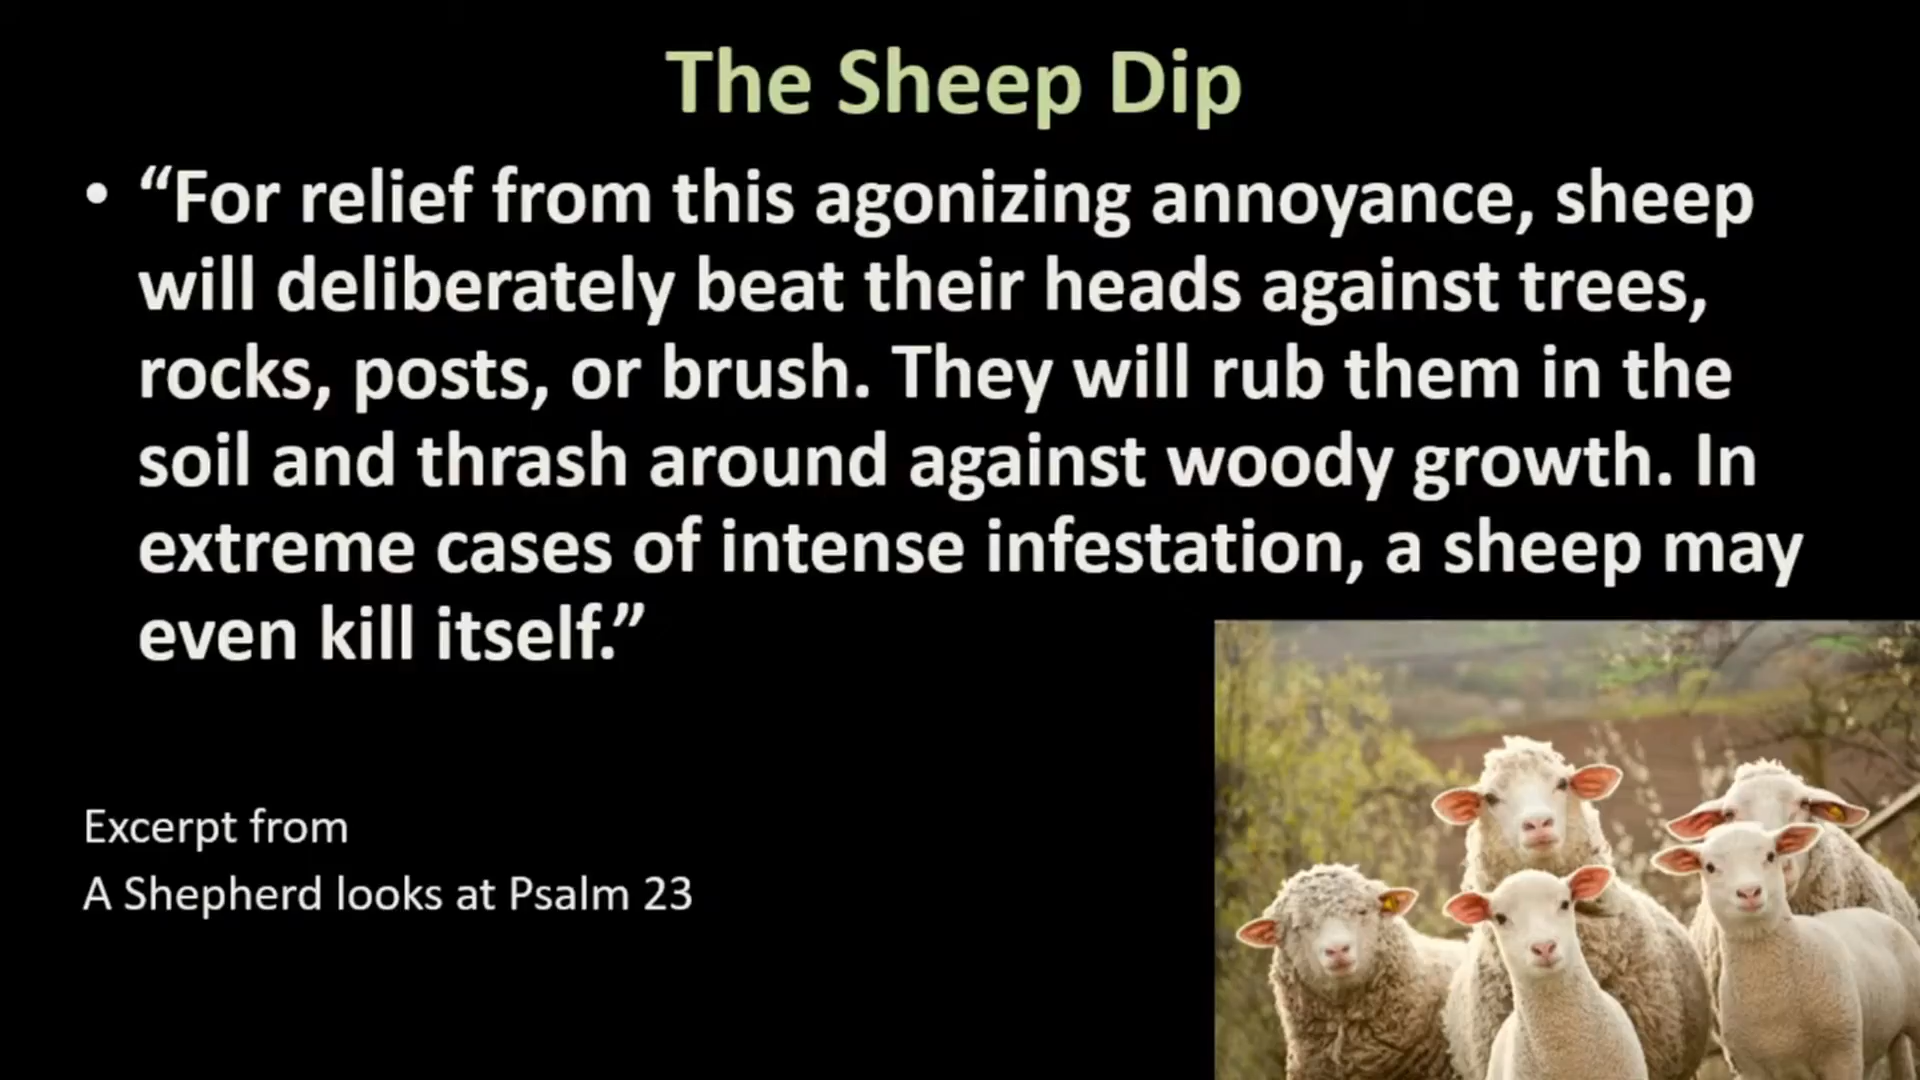 The Sheep Dip
• “For relief from this agonizing annoyance, sheep
will deliberately beat their heads against trees,
rocks, posts, or brush. They will rub them in the
soil and thrash around against woody growth. In
extreme cases of intense infestation, a sheep may
even kill itself.”
Excerpt from
A Shepherd looks at Psalm 23